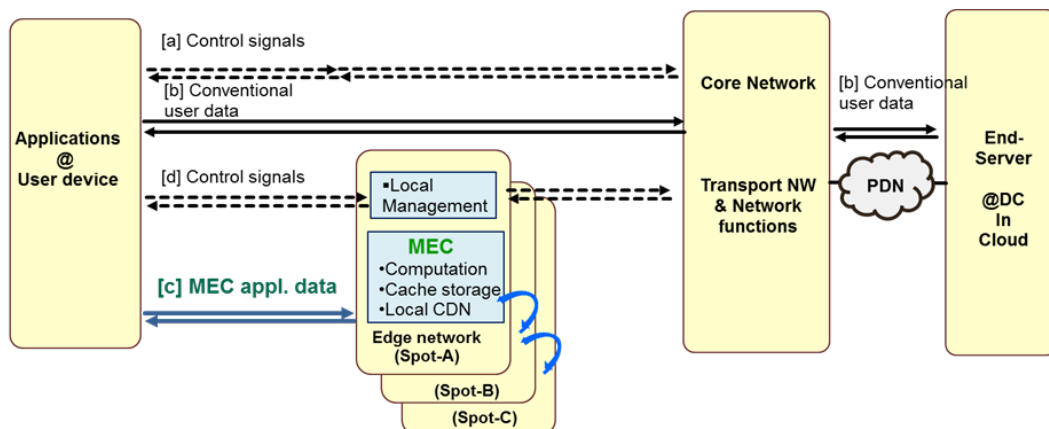 [a] Control signals
[b] Conventional
user data
Applications
@
User device
[d] Control signals
[c] MEC appl. data
▪Local
Management
MEC
•Computation
•Cache storage
•Local CDN
Edge network
(Spot-A)
(Spot-B)
(Spot-C)
Core Network
Transport NW
& Network
functions
[b] Conventional
user data
PDN
End-
Server
@DC
In
Cloud